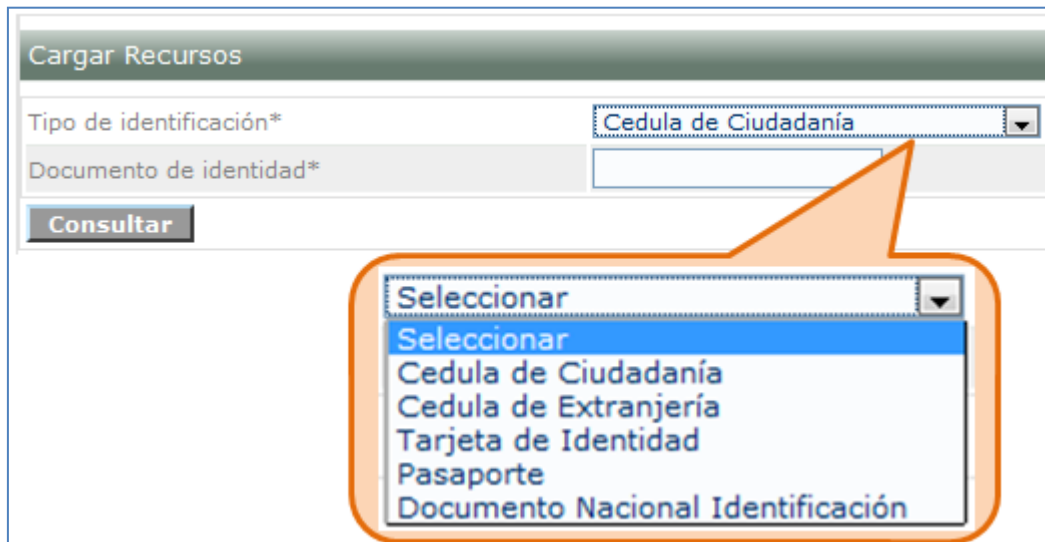 Cargar Recursos
Tipo de identificación* Cedula de Ciudadanía
Documento de identidad*
Consultar
Seleccionar
Seleccionar
Cedula de Ciudadanía
Cedula de Extranjería
Tarjeta de Identidad
Pasaporte
Documento Nacional Identificación